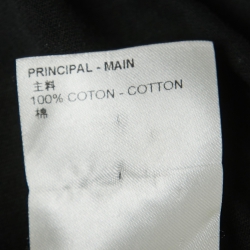 PRINCIPAL - MAIN
主料
100% COTON - COTTON
棉